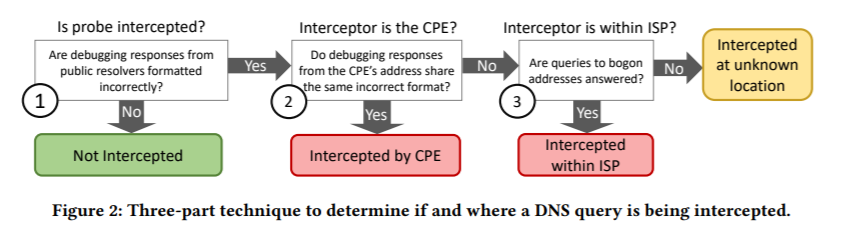 Is probe intercepted?
Interceptor is the CPE?
Interceptor is within ISP?
Are debugging responses from
public resolvers formatted
incorrectly?
1
Yes
No
Not Intercepted
Do debugging responses
from the CPE's address share
the same incorrect format?
2
No
Yes
Intercepted by CPE
Are queries to bogon
addresses answered?
3
No
Yes
Intercepted
within ISP
Intercepted
at unknown
location
Figure 2: Three-part technique to determine if and where a DNS query is being intercepted.